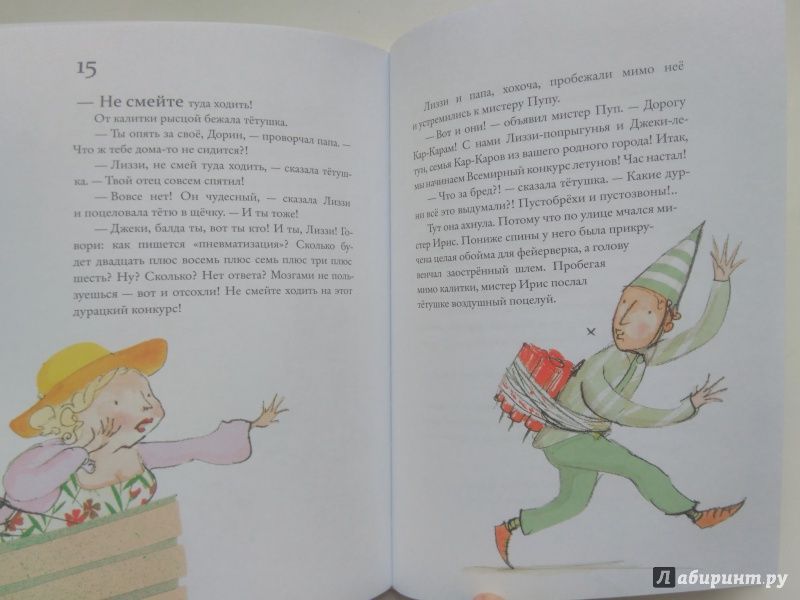 15
— Не смейте туда ходить!
От калитки рысцой бежала тётушка.
— Ты опять за своё, Дорин, — проворчал папа. —
Что ж тебе дома-то не сидится?!
— Лиззи, не смей туда ходить, — сказала тётуш-
ка. — Твой отец совсем спятил!
— Вовсе нет! Он чудесный, — сказала Лиззи
и поцеловала тётю в щёчку. — И ты тоже!
— Джеки, балда ты, вот ты кто! И ты, Лиззи! Го-
вори: как пишется «пневматизация»? Сколько бу-
дет двадцать плюс восемь плюс семь плюс три плюс
шесть? Ну? Сколько? Нет ответа? Мозгами не поль-
зуешься — вот и отсохли! Не смейте ходить на этот
дурацкий конкурс!
Лиззи и папа, хохоча, пробежали мимо неё
и устремились к мистеру Пупу.
— Вот и они! — объявил мистер Пуп. — Дорогу
Кар-Карам! С нами Лиззи-попрыгунья и Джеки-ле-
тун, семья Кар-Каров из вашего родного города! Итак,
мы начинаем Всемирный конкурс летунов! Час настал!
— Что за бред?! — сказала тётушка. — Какие дур-
ни всё это выдумали?! Пустобрёхи и пустозвоны!..
Тут она ахнула. Потому что по улице мчался ми-
стер Ирис. Пониже спины у него была прикру-
чена целая обойма для фейерверка, а голову
венчал заострённый шлем. Пробегая
мимо калитки, мистер Ирис послал
тётушке воздушный поцелуй.
Лабиринт.ру